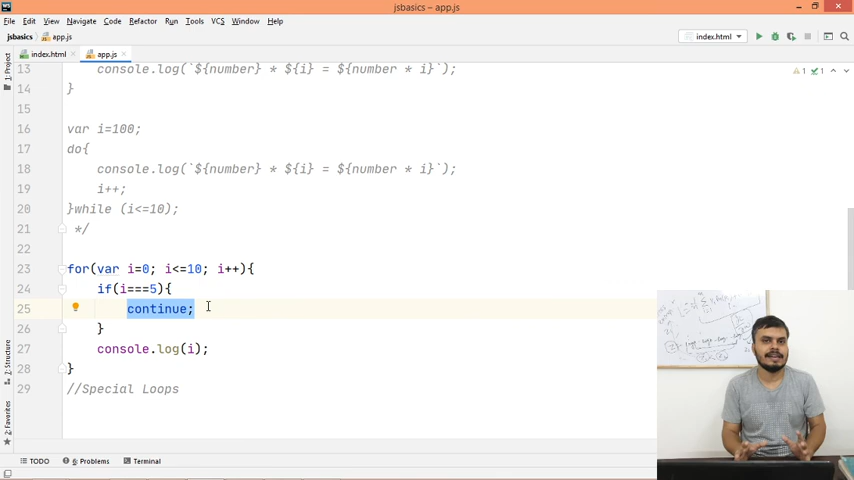 WS
jsbasics – app.js
File Edit View Navigate Code Refactor Run Tools VCS Window Help
jsbasics app.js
index.html
index.html app.js
1: Project
13 console.log(`${number} * ${i} = ${number * i}`);
1 1
14 }
15
16 var i=100;
17 do{
18 console.log(`${number} * ${i} = ${number * i}`);
19 i++;
20 }while (i<=10);
21 */
22
23 for(var i=0; i<=10; i++){
24 if(i===5){
25 continue;
26 }
27 console.log(i);
28 }
29 //Special Loops
Z: Structure
2: Favorites
TODO 6: Problems Terminal